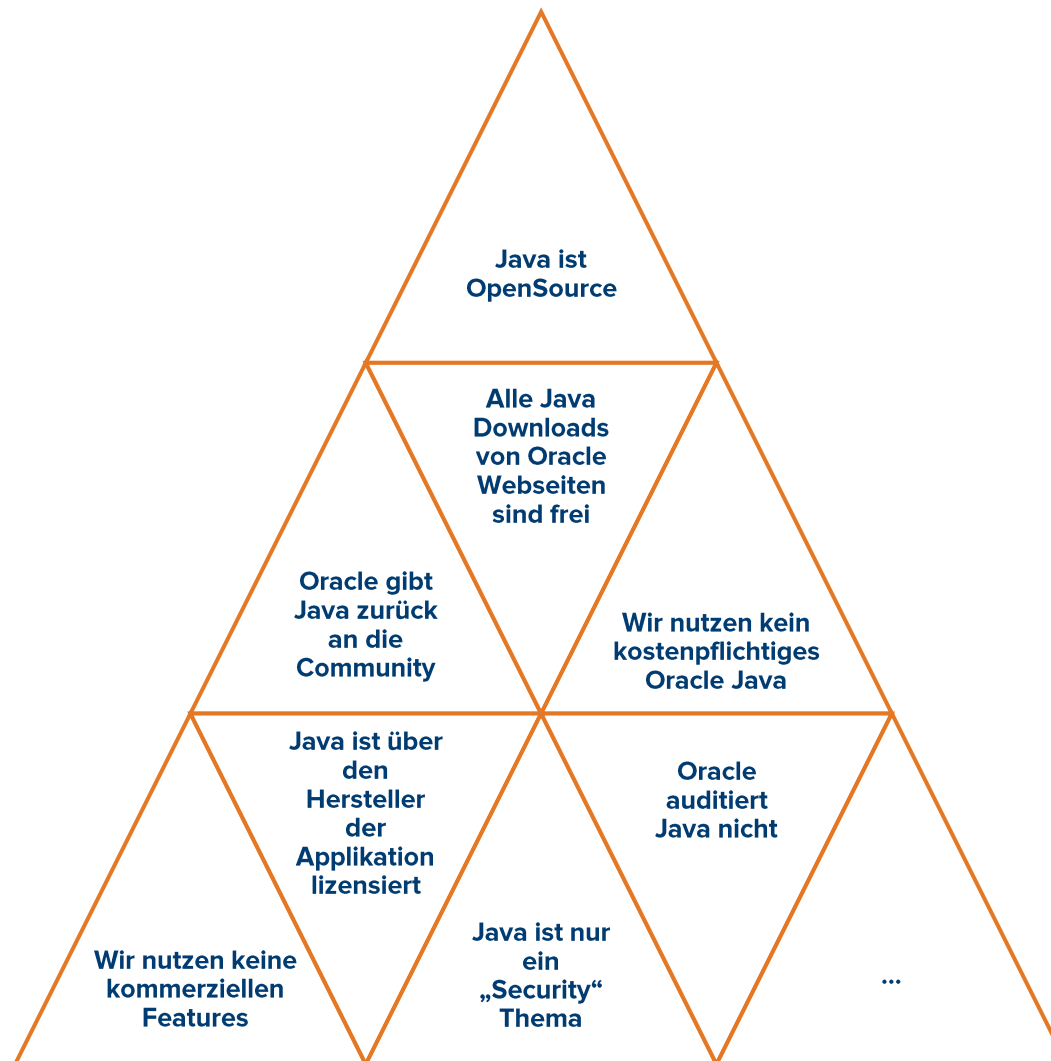 Java ist
OpenSource
Alle Java
Downloads
von Oracle
Webseiten
sind frei
Oracle gibt
Java zurück
an die
Community
Wir nutzen kein
kostenpflichtiges
Oracle Java
Java ist über
den
Hersteller
der
Applikation
lizensiert
Oracle
auditiert
Java nicht
Wir nutzen keine
kommerziellen
Features
Java ist nur
ein
„Security“
Thema
...